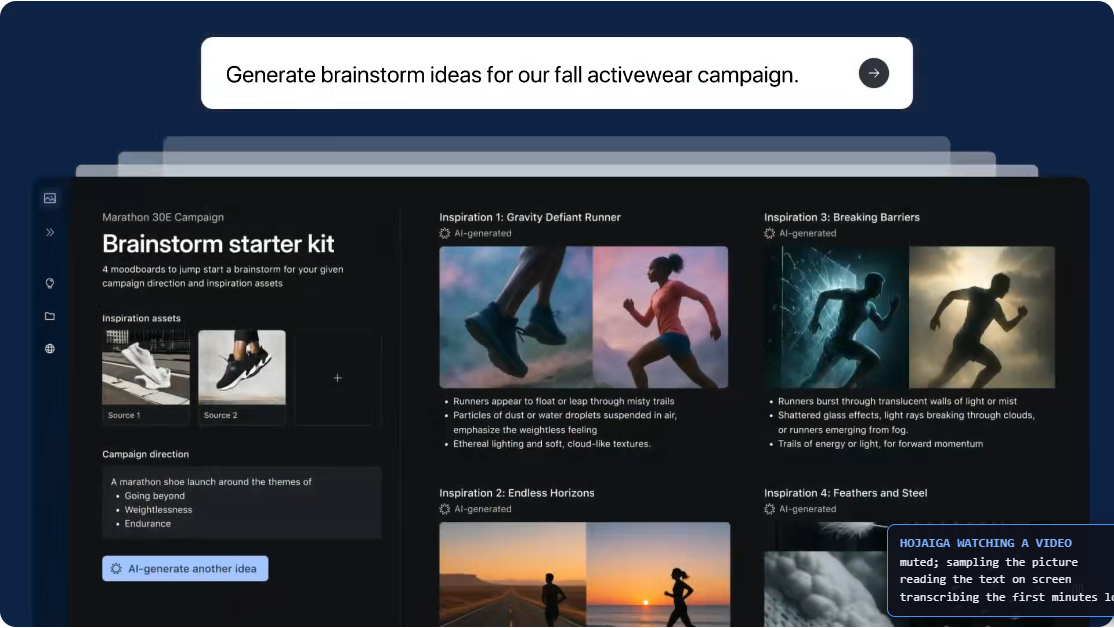 Generate brainstorm ideas for our fall activewear campaign.
Marathon 30E Campaign
Brainstorm starter kit
4 moodboards to jump start a brainstorm for your given
campaign direction and inspiration assets
Inspiration assets
Source 1
Source 2
Campaign direction
A marathon shoe launch around the themes of
• Going beyond
• Weightlessness
• Endurance
AI-generate another idea
Inspiration 1: Gravity Defiant Runner
AI-generated
• Runners appear to float or leap through misty trails
• Particles of dust or water droplets suspended in air,
emphasize the weightless feeling
• Ethereal lighting and soft, cloud-like textures.
Inspiration 2: Endless Horizons
AI-generated
Inspiration 3: Breaking Barriers
AI-generated
• Runners burst through translucent walls of light or mist
• Shattered glass effects, light rays breaking through clouds,
or runners emerging from fog.
• Trails of energy or light, for forward momentum
Inspiration 4: Feathers and Steel
AI-generated
HOJAIGA WATCHING A VIDEO
muted; sampling the picture
reading the text on screen
transcribing the first minutes